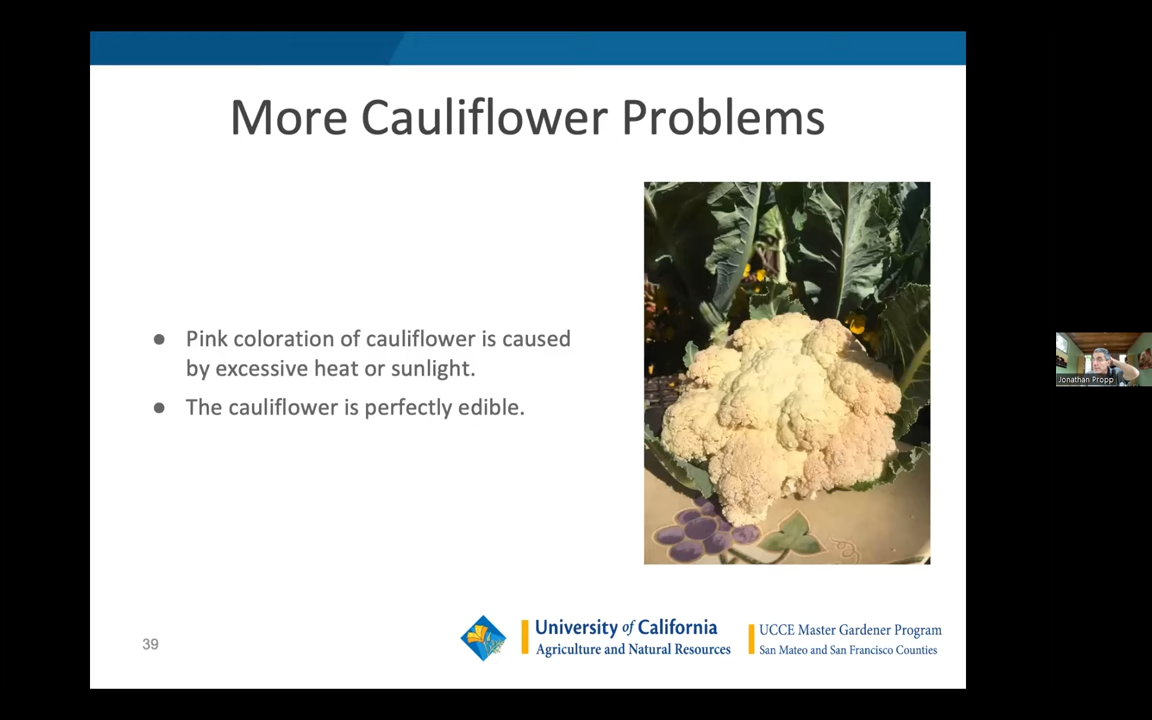 More Cauliflower Problems
● Pink coloration of cauliflower is caused
by excessive heat or sunlight.
● The cauliflower is perfectly edible.
Jonathan Propp
39
University of California
Agriculture and Natural Resources
UCCE Master Gardener Program
San Mateo and San Francisco Counties